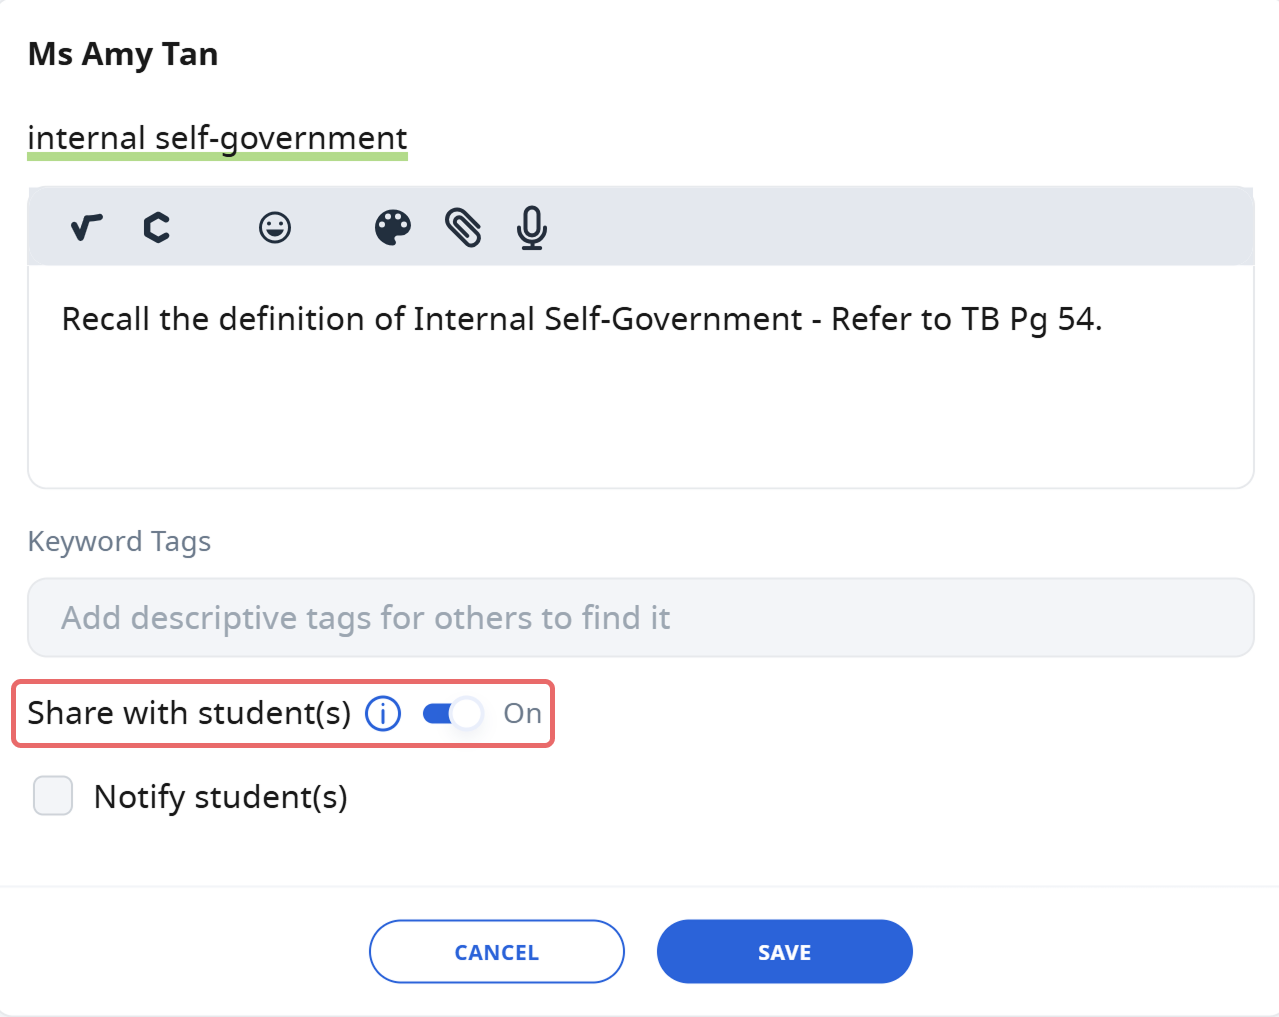 Ms Amy Tan
internal self-government
Recall the definition of Internal Self-Government - Refer to TB Pg 54.
Keyword Tags
Add descriptive tags for others to find it
Share with student(s) On
Notify student(s)
CANCEL SAVE